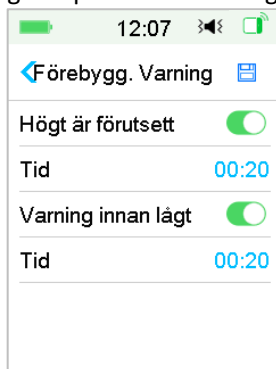 12:07
Förebygg. Varning
Högt är förutsett
Tid 00:20
Varning innan lågt
Tid 00:20